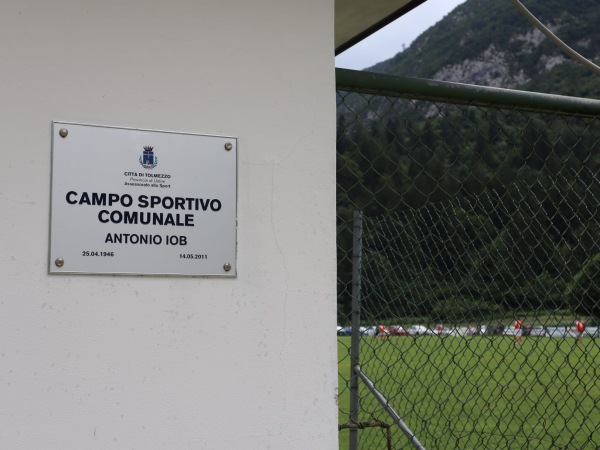 CITTÀ DI TOLMEZZO
Provincia di Udine
Assessorato allo Sport
CAMPO SPORTIVO
COMUNALE
ANTONIO IOB
25.04.1946 14.05.2011